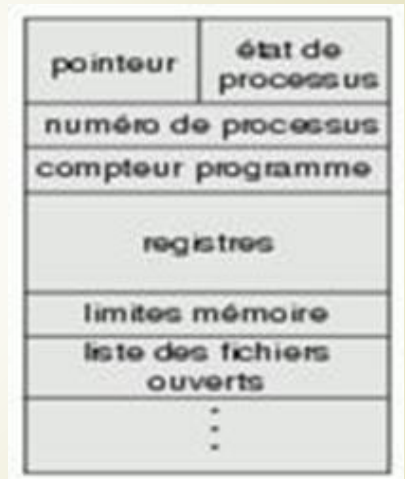 pointeur
état de
processus
numéro de processus
compteur programme
registres
limites mémoire
liste des fichiers
ouverts